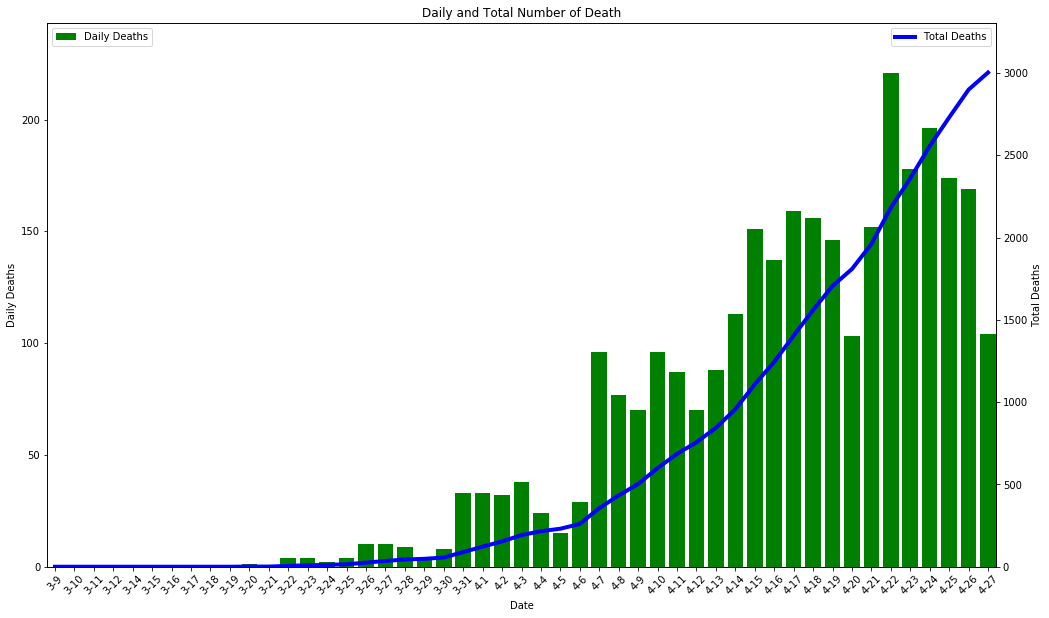 Daily and Total Number of Death
Daily Deaths
Total Deaths
200
150
100
50
0
Daily Deaths
3000
2500
2000
1500
1000
500
0
Total Deaths
3-9 3-10 3-11 3-12 3-14 3-15 3-16 3-17 3-18 3-19 3-20 3-21 3-22 3-23 3-24 3-25 3-26 3-27 3-28 3-29 3-30 3-31 4-1 4-2 4-3 4-4 4-5 4-6 4-7 4-8 4-9 4-10 4-11 4-12 4-13 4-14 4-15 4-16 4-17 4-18 4-19 4-20 4-21 4-22 4-23 4-24 4-25 4-26 4-27
Date